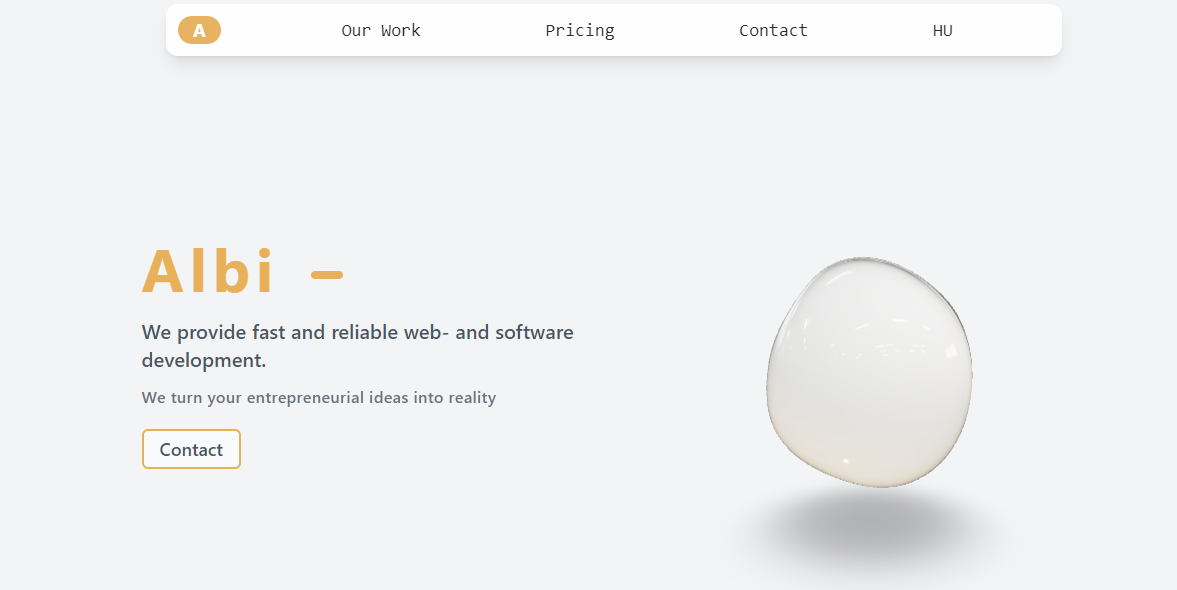 A
Our Work
Pricing
Contact
HU
Albi –
We provide fast and reliable web- and software
development.
We turn your entrepreneurial ideas into reality
Contact